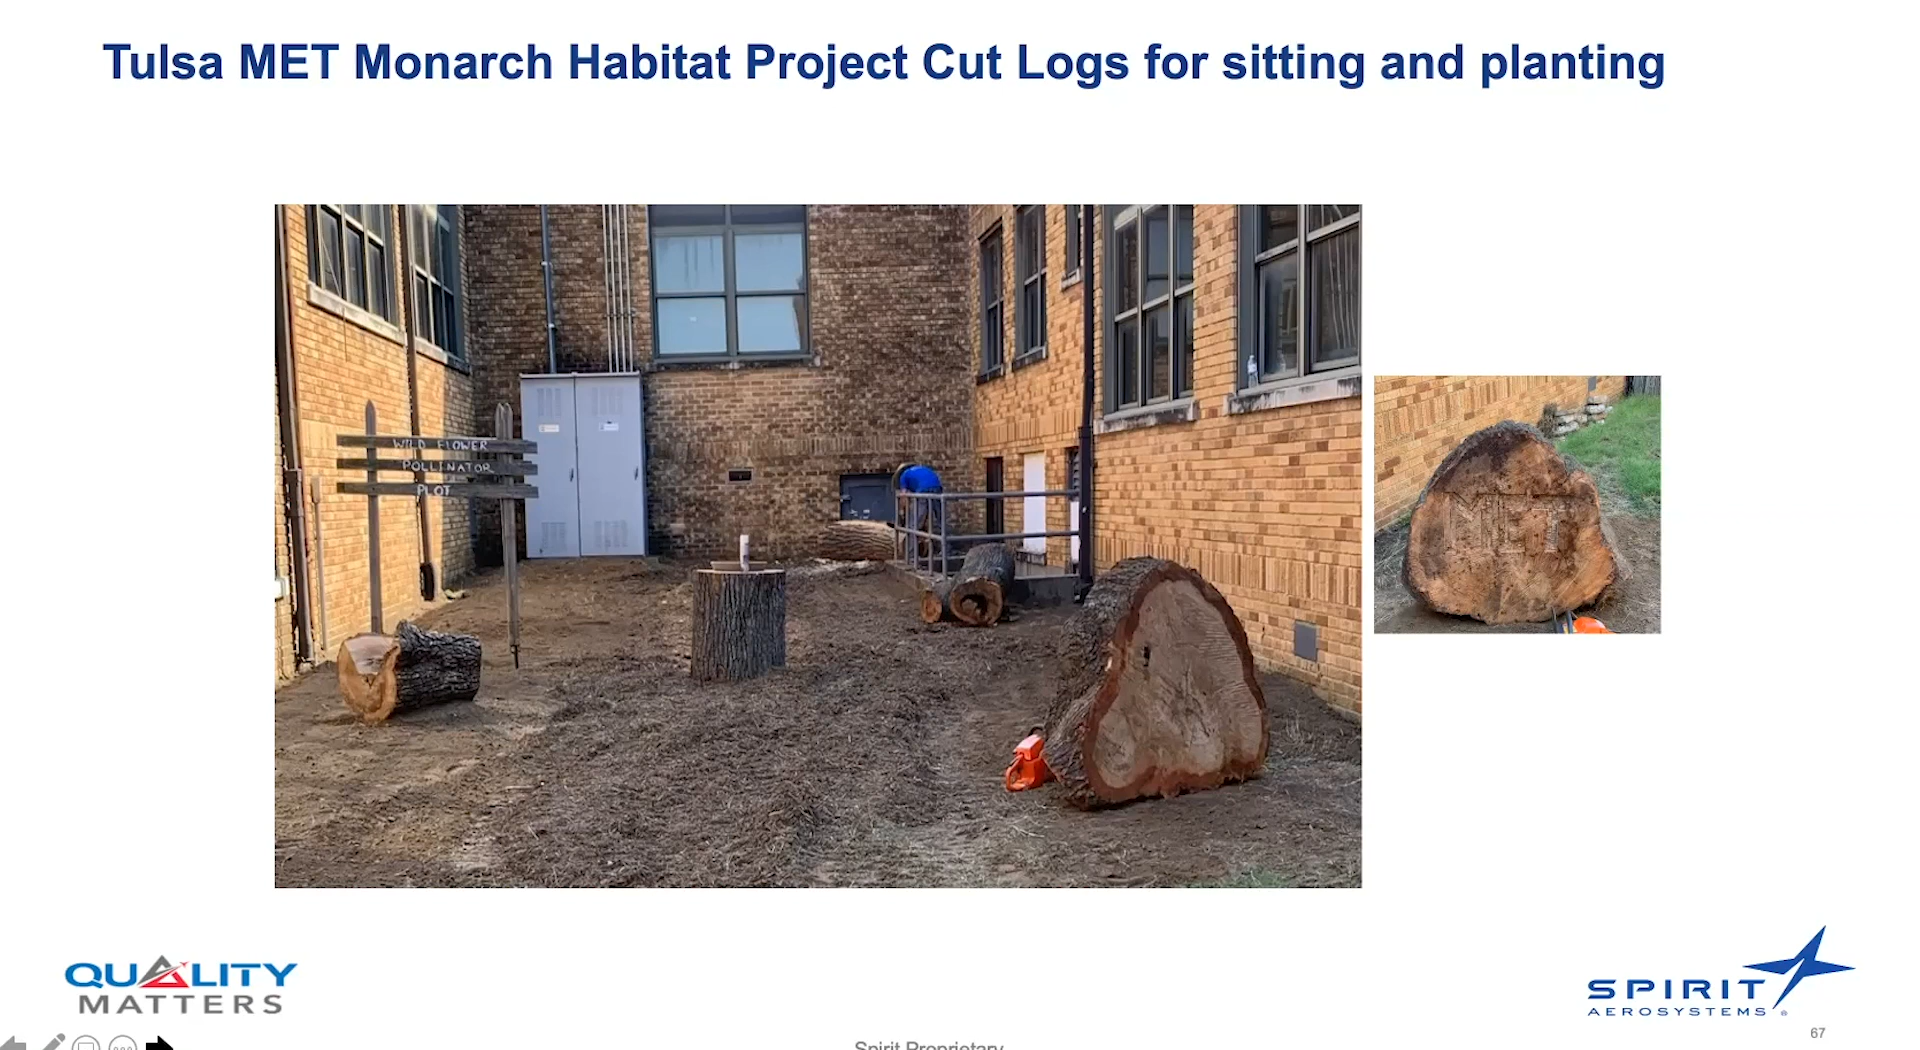 Tulsa MET Monarch Habitat Project Cut Logs for sitting and planting
WILD FLOWER
POLLINATOR
PLOT
MET
QUALITY
MATTERS
SPIRIT
AEROSYSTEMS ®
67
Spirit Proprietary